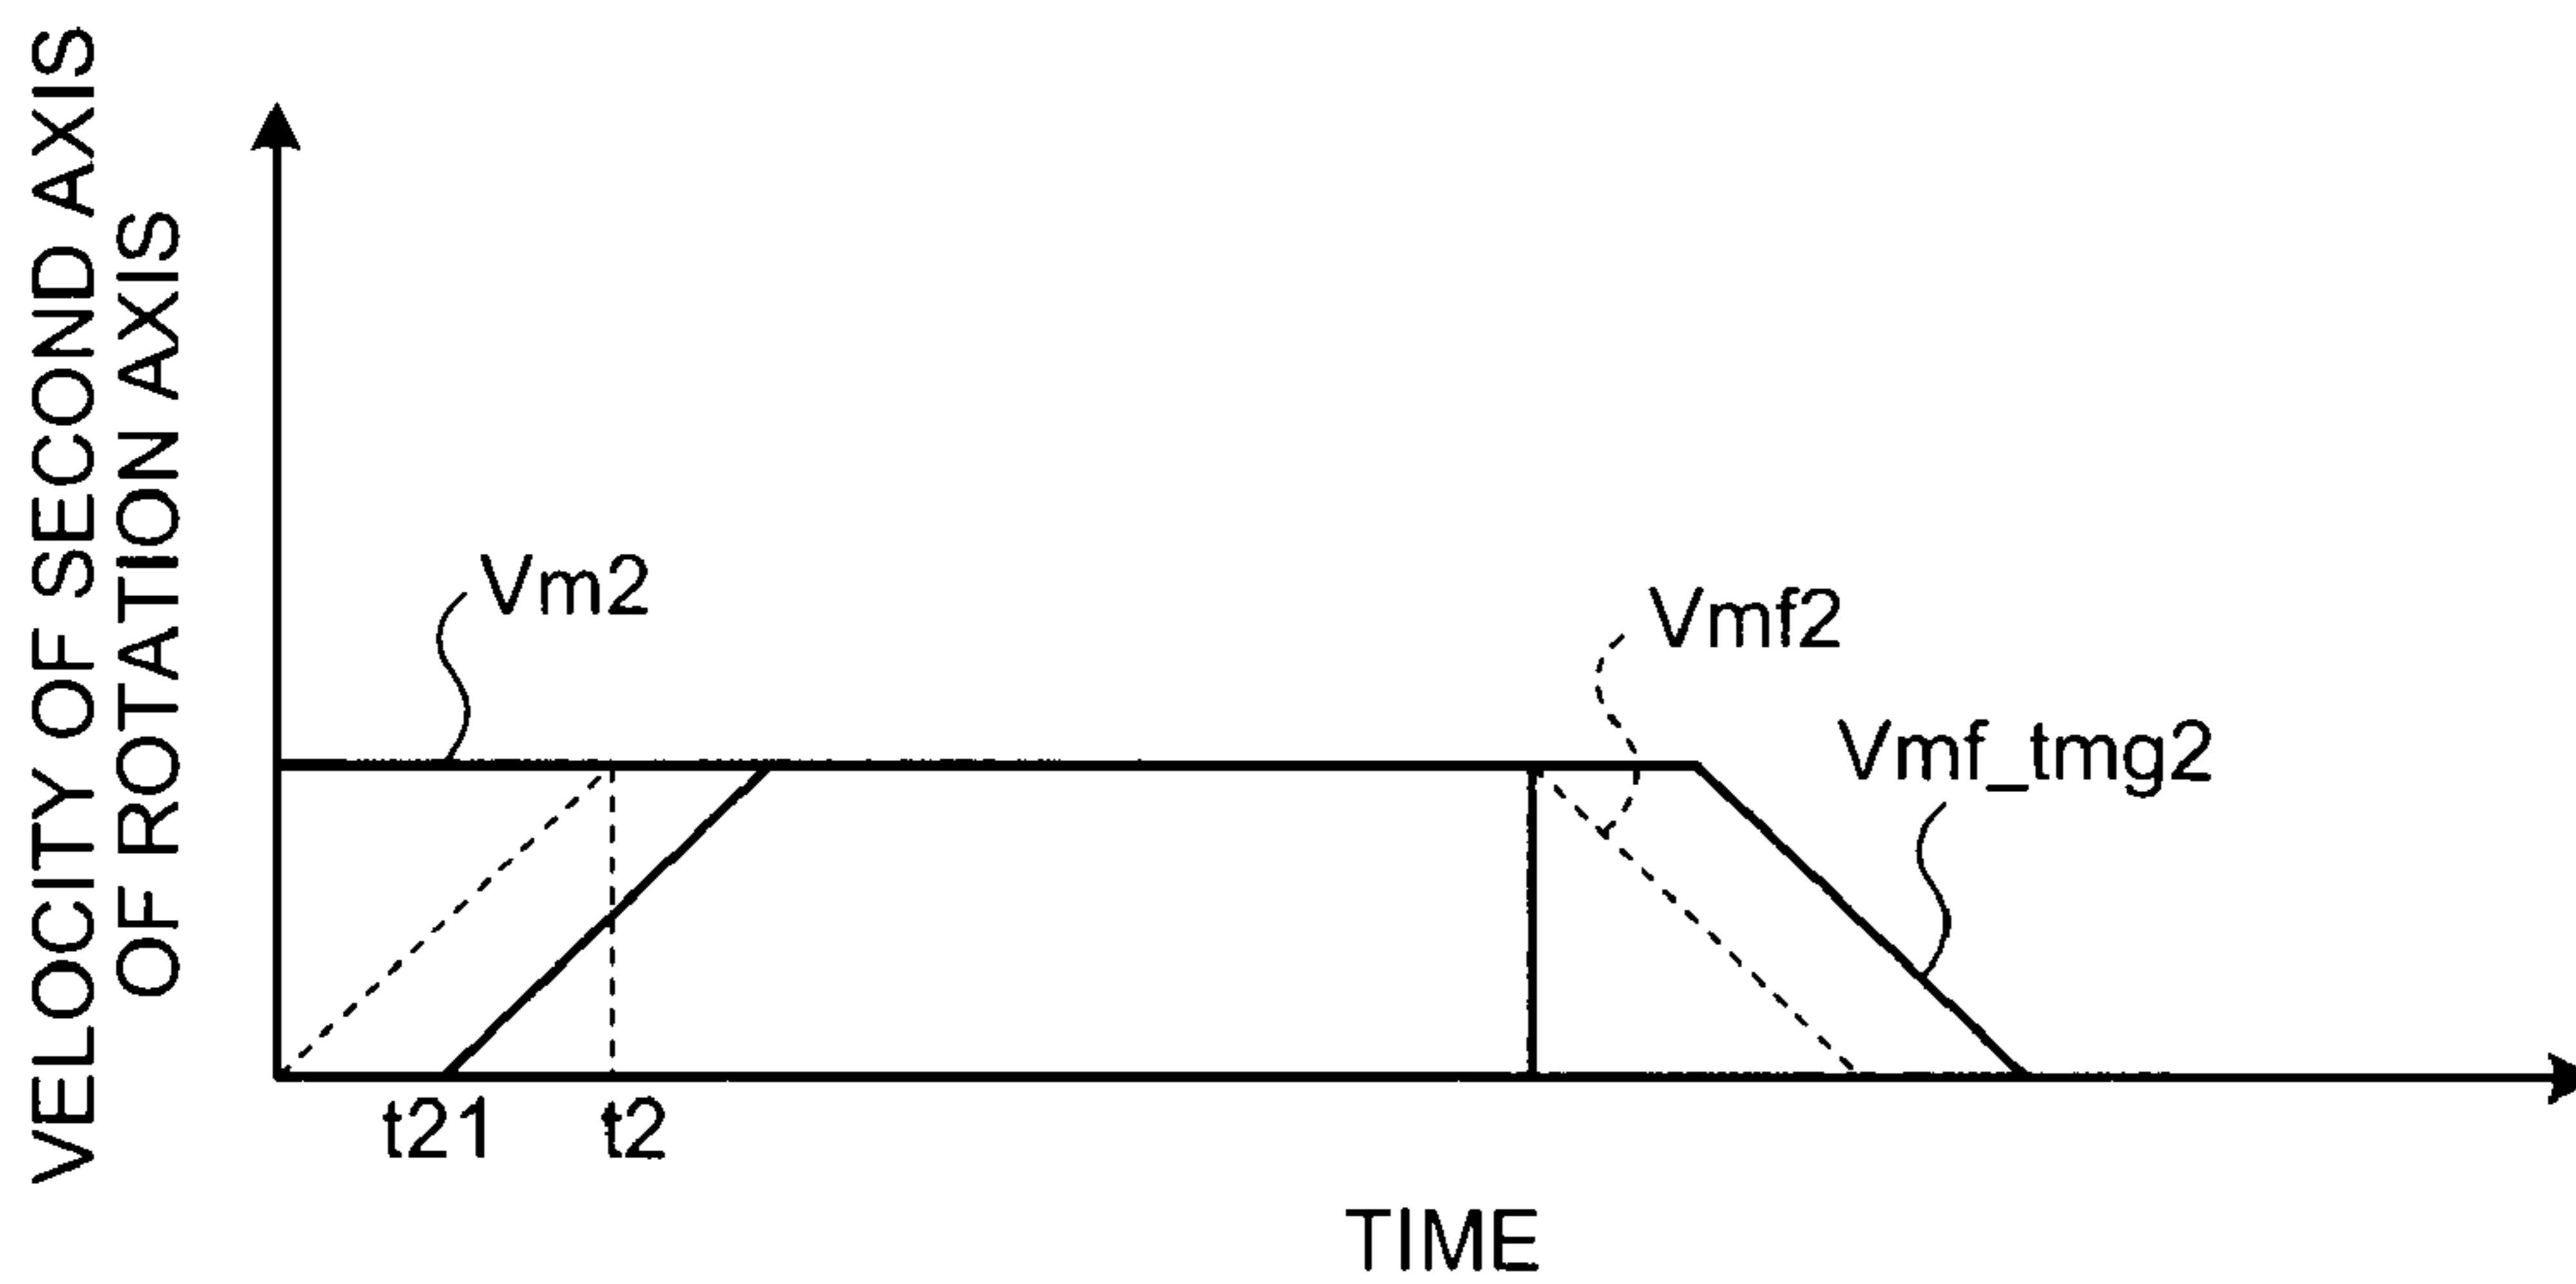 VELOCITY OF SECOND AXIS
OF ROTATION AXIS
Vm2
Vmf2
Vmf_tmg2
t21
t2
TIME